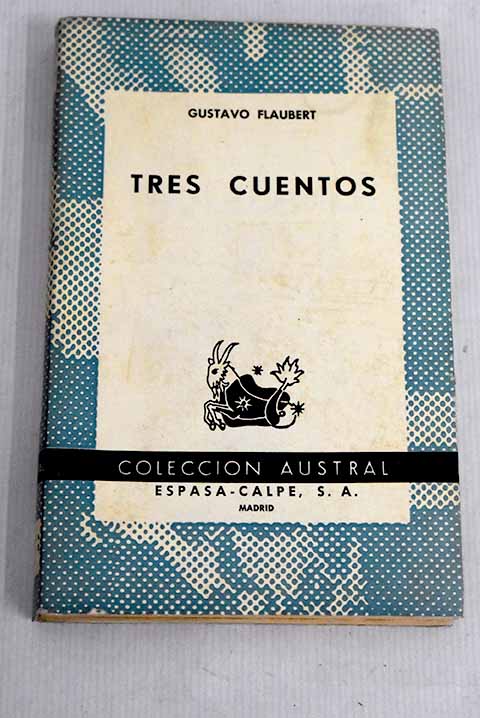 GUSTAVO FLAUBERT
TRES CUENTOS
COLECCION AUSTRAL
ESPASA-CALPE, S. A.
MADRID